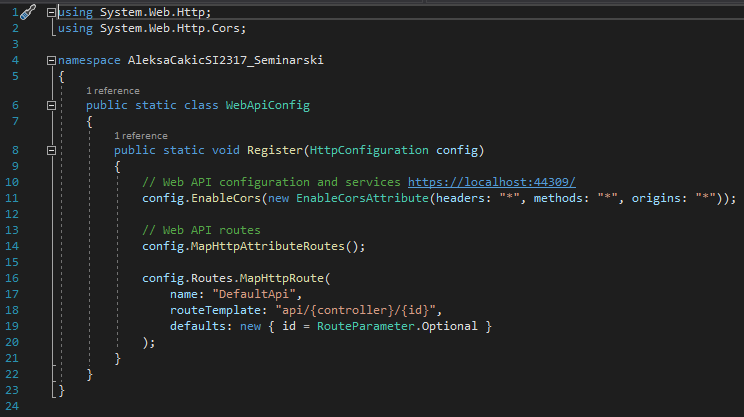 1 using System.Web.Http;
2 using System.Web.Http.Cors;
3
4 namespace AleksaCakicSI2317_Seminarski
5 {
1 reference
6 public static class WebApiConfig
7 {
1 reference
8 public static void Register(HttpConfiguration config)
9 {
10 // Web API configuration and services https://localhost:44309/
11 config.EnableCors(new EnableCorsAttribute(headers: "*", methods: "*", origins: "*"));
12
13 // Web API routes
14 config.MapHttpAttributeRoutes();
15
16 config.Routes.MapHttpRoute(
17 name: "DefaultApi",
18 routeTemplate: "api/{controller}/{id}",
19 defaults: new { id = RouteParameter.Optional }
20 );
21 }
22 }
23 }
24